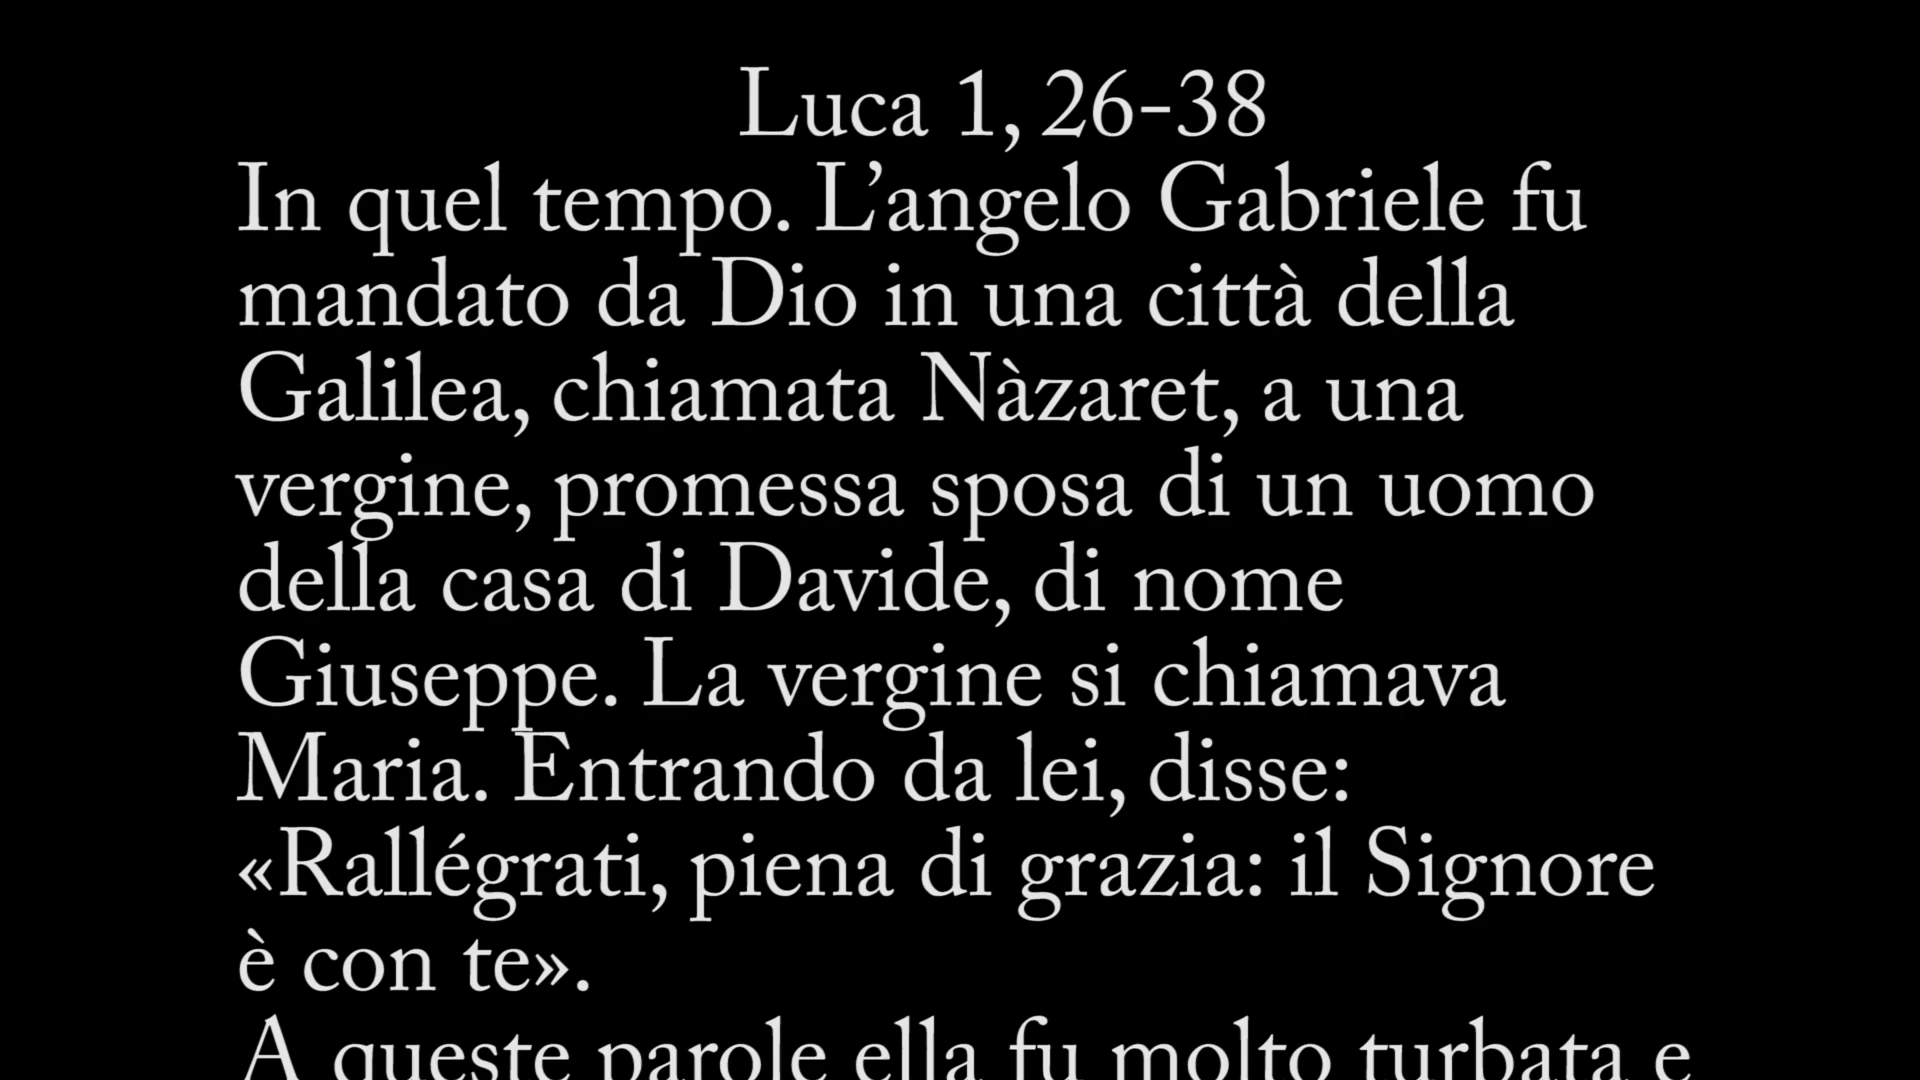 Luca 1, 26-38
In quel tempo. L’angelo Gabriele fu
mandato da Dio in una città della
Galilea, chiamata Nàzaret, a una
vergine, promessa sposa di un uomo
della casa di Davide, di nome
Giuseppe. La vergine si chiamava
Maria. Entrando da lei, disse:
«Rallégrati, piena di grazia: il Signore
è con te».
A queste parole ella fu molto turbata e